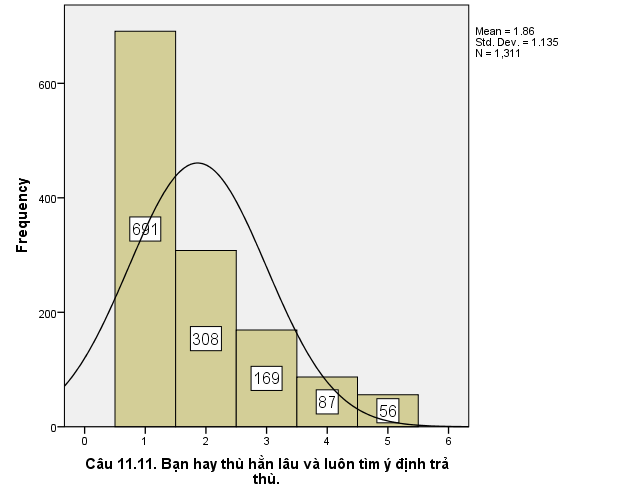 Mean = 1.86
Std. Dev. = 1.135
N = 1,311
Frequency
600
400
200
0
691
308
169
87
56
0 1 2 3 4 5 6
Câu 11.11. Bạn hay thù hằn lâu và luôn tìm ý định trả
thù.